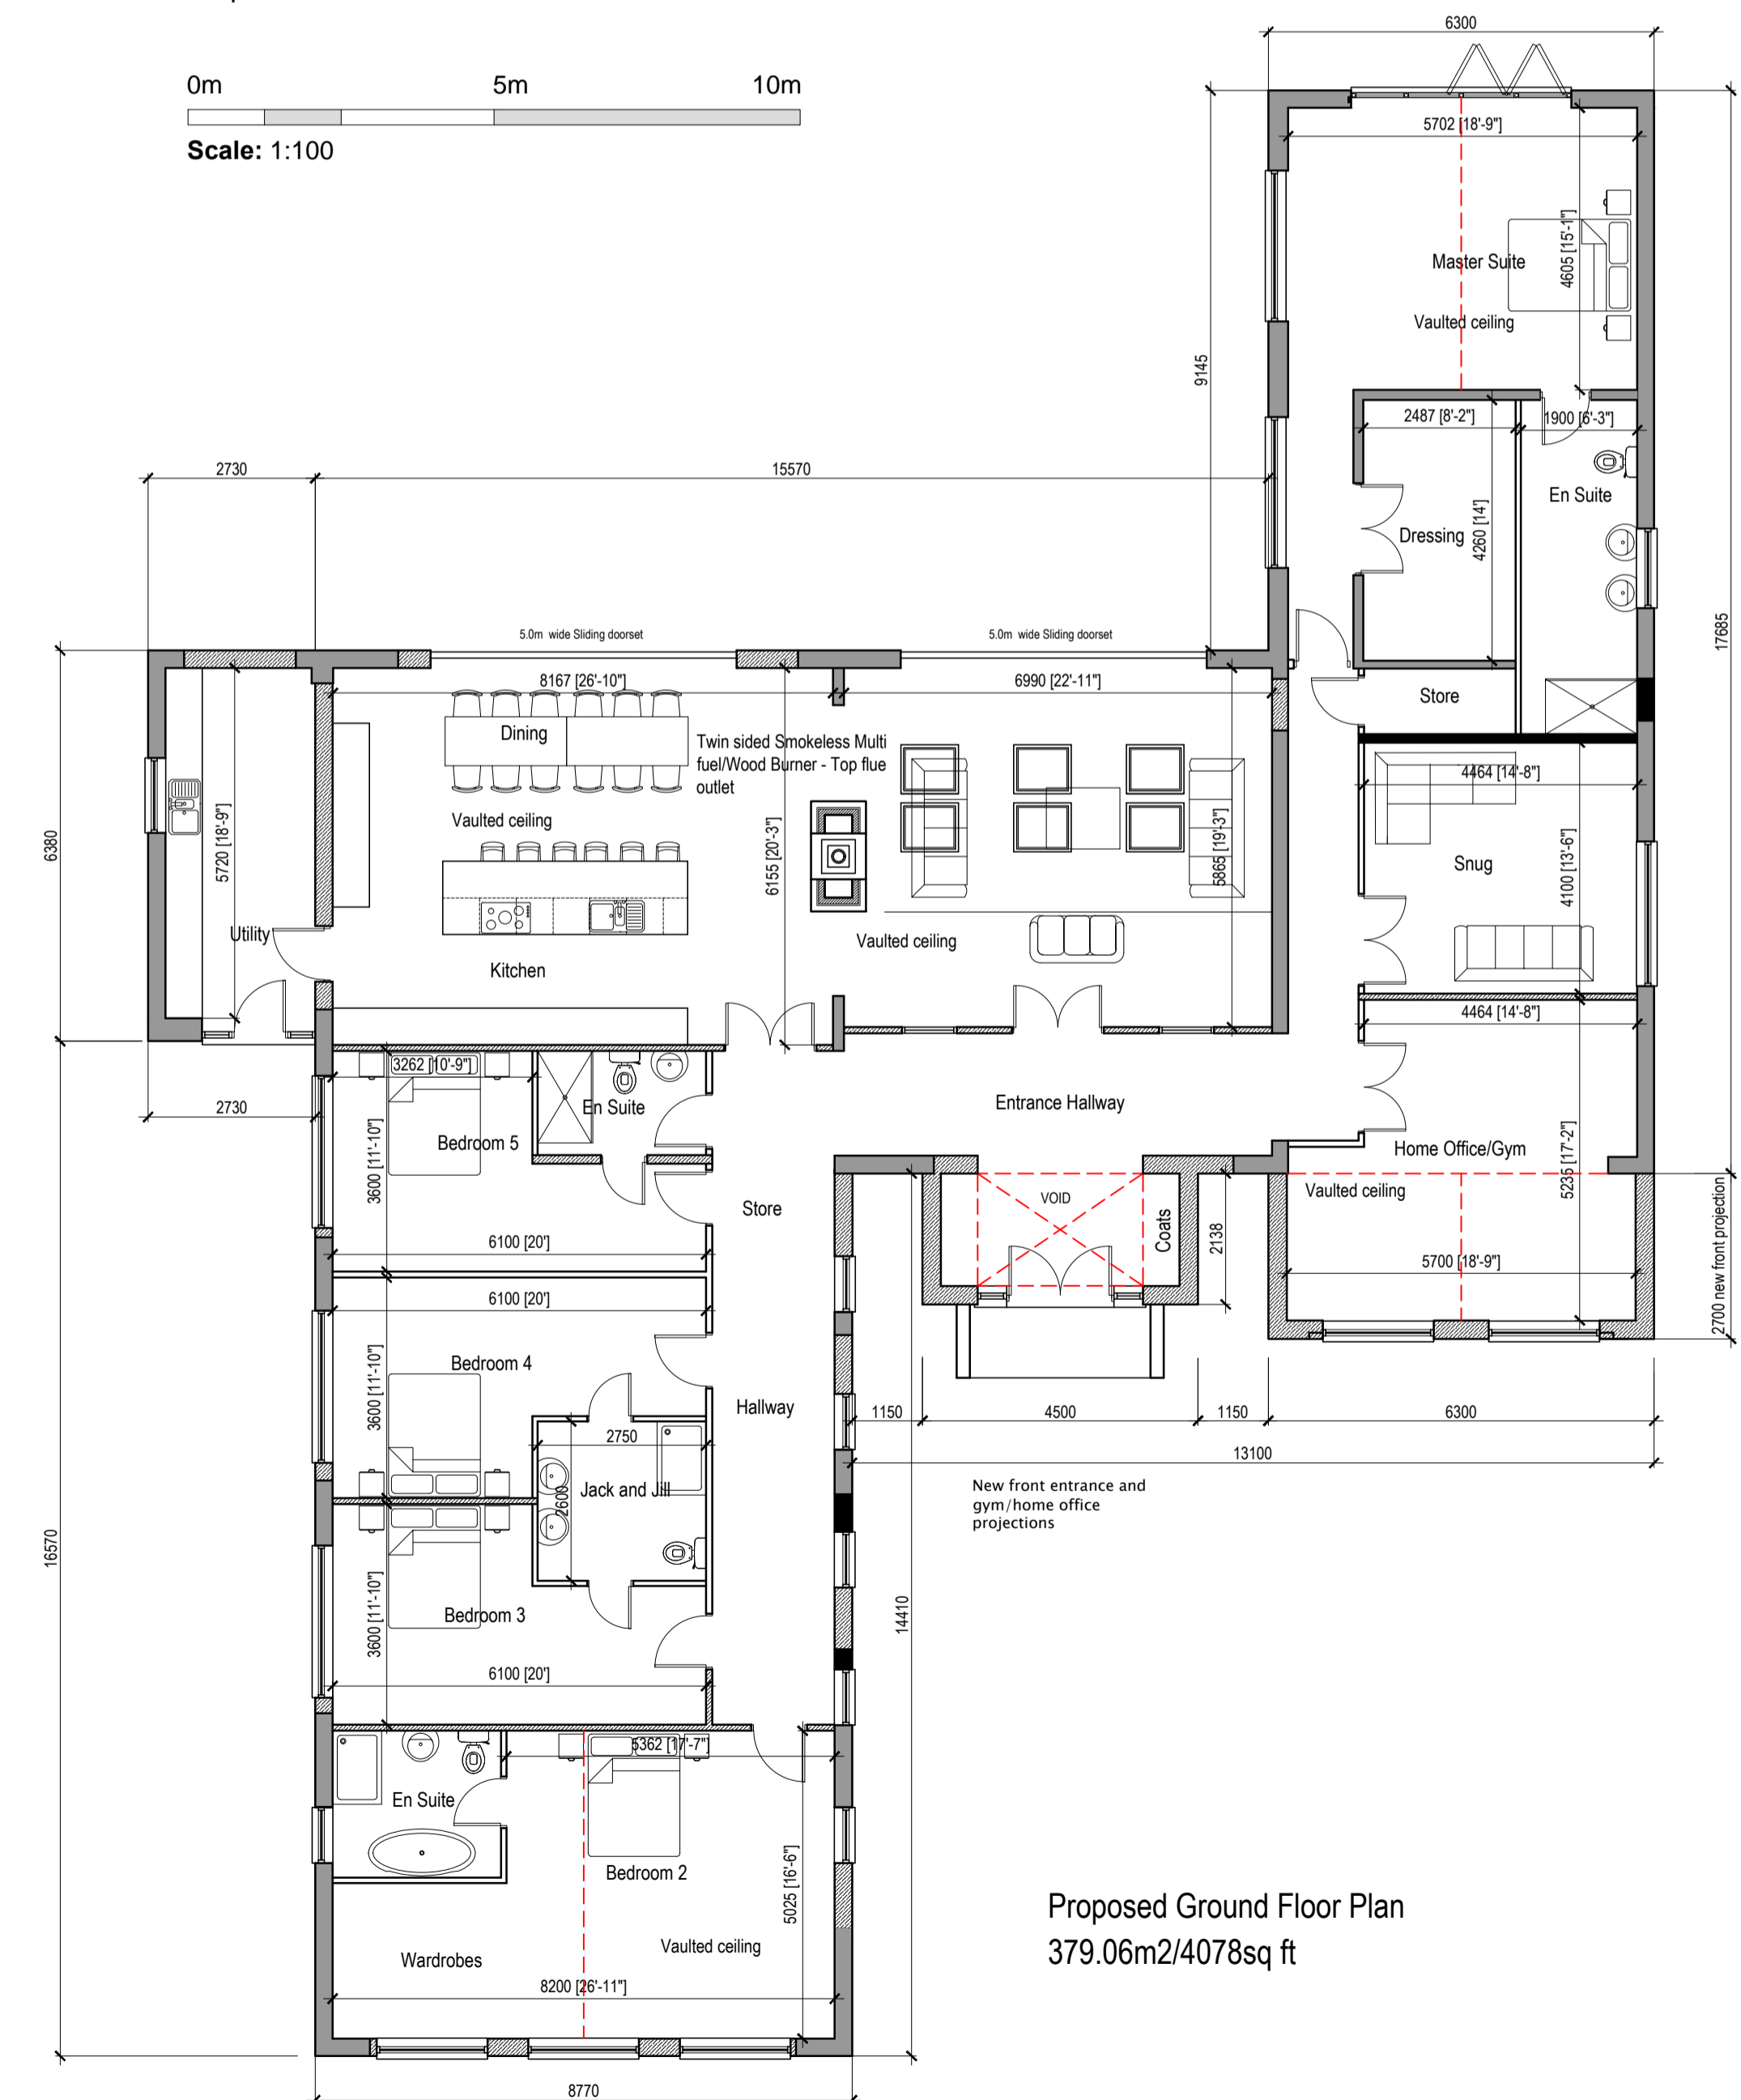 0m 5m 10m
Scale: 1:100
6300
5702 [18'-9"]
4605 [15'-1"]
Master Suite
Vaulted ceiling
9145
17685
2487 [8'-2"]
1900 [6'-3"]
En Suite
Dressing
4260 [14']
Store
2730
15570
5.0m wide Sliding doorset
5.0m wide Sliding doorset
8167 [26'-10"]
6990 [22'-11"]
Dining
Twin sided Smokeless Multi
fuel/Wood Burner - Top flue
outlet
Vaulted ceiling
6380
5720 [18'-9"]
6155 [20'-3"]
5865 [19'-3"]
Utility
Kitchen
Vaulted ceiling
4464 [14'-8"]
Snug
4100 [13'-6"]
4464 [14'-8"]
2730
3262 [10'-9"]
En Suite
Bedroom 5
3600 [11'-10"]
6100 [20']
Entrance Hallway
Home Office/Gym
5235 [17'-2"]
Vaulted ceiling
5700 [18'-9"]
2700 new front projection
Store
VOID
Coats
2138
6100 [20']
Bedroom 4
3600 [11'-10"]
Hallway
2750
2600
Jack and Jill
1150
4500
1150
6300
13100
New front entrance and
gym/home office
projections
16570
14410
Bedroom 3
3600 [11'-10"]
6100 [20']
5362 [17'-7"]
En Suite
Bedroom 2
5025 [16'-6"]
Wardrobes
Vaulted ceiling
8200 [26'-11"]
8770
Proposed Ground Floor Plan
379.06m2/4078sq ft